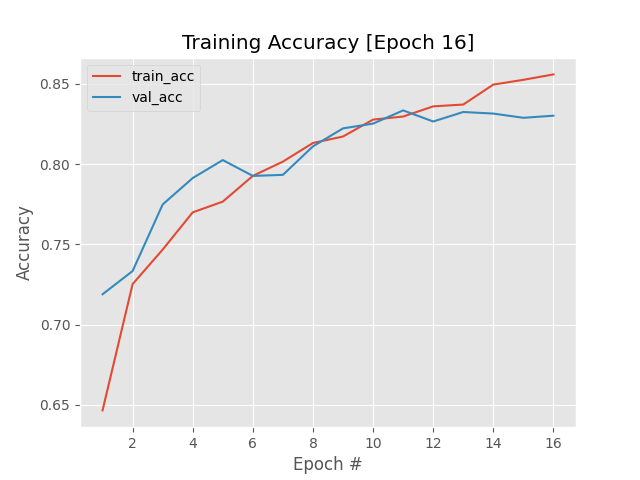 Training Accuracy [Epoch 16]
train_acc
val_acc
0.85
0.80
0.75
0.70
0.65
Accuracy
2 4 6 8 10 12 14 16
Epoch #